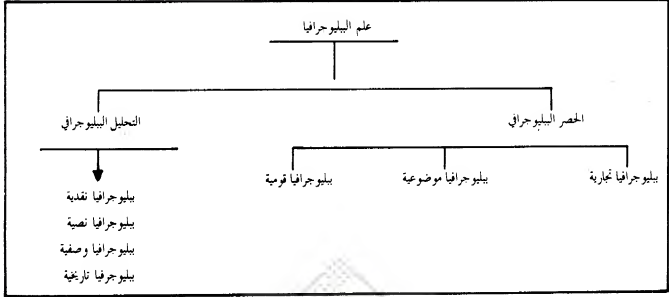 علم الببليوجرافيا
الحصر الببليوجرافي
التحليل الببليوجرافي
ببليوجرافيا تجارية
ببليوجرافيا موضوعية
ببليوجرافيا قومية
ببليوجرافيا نقدية
ببليوجرافيا نصية
ببليوجرافيا وصفية
ببليوجرفيا تاريخية